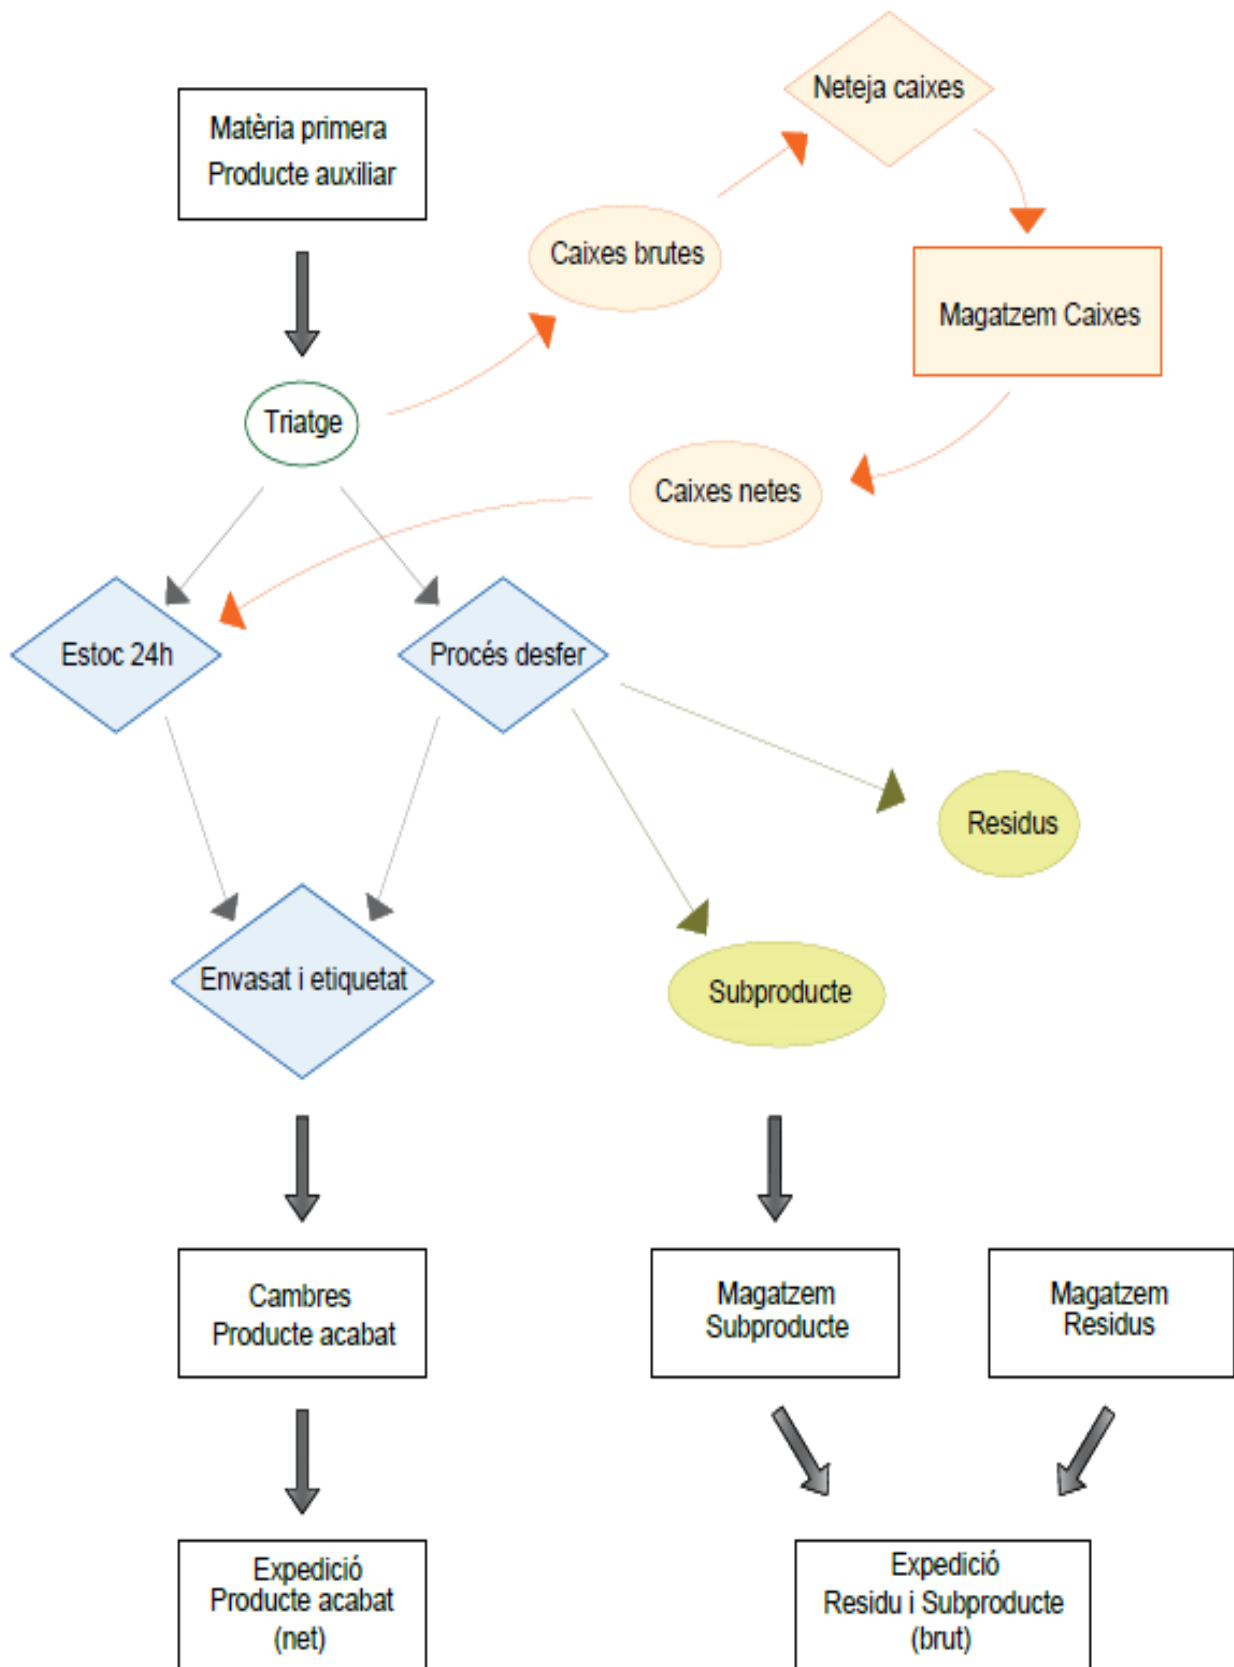 Neteja caixes
Matèria primera
Producte auxiliar
Caixes brutes
Magatzem Caixes
Triatge
Caixes netes
Estoc 24h
Procés desfer
Residus
Envasat i etiquetat
Subproducte
Cambres
Producte acabat
Magatzem
Subproducte
Magatzem
Residus
Expedició
Producte acabat
(net)
Expedició
Residu i Subproducte
(brut)